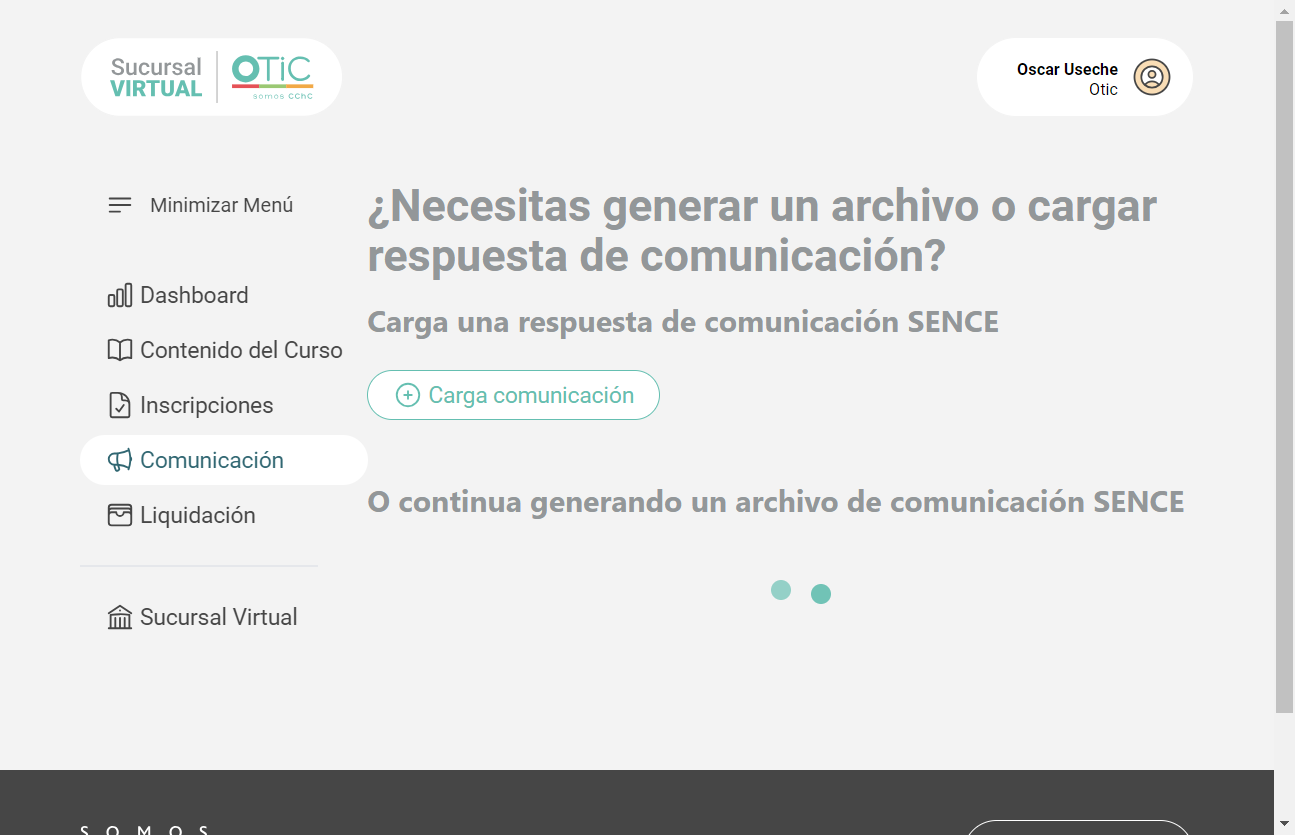 Sucursal
VIRTUAL
OTiC
somos CChC
Oscar Useche
Otic
Minimizar Menú
¿Necesitas generar un archivo o cargar
respuesta de comunicación?
Dashboard
Carga una respuesta de comunicación SENCE
Contenido del Curso
Carga comunicación
Inscripciones
Comunicación
O continua generando un archivo de comunicación SENCE
Liquidación
Sucursal Virtual
SOMOS